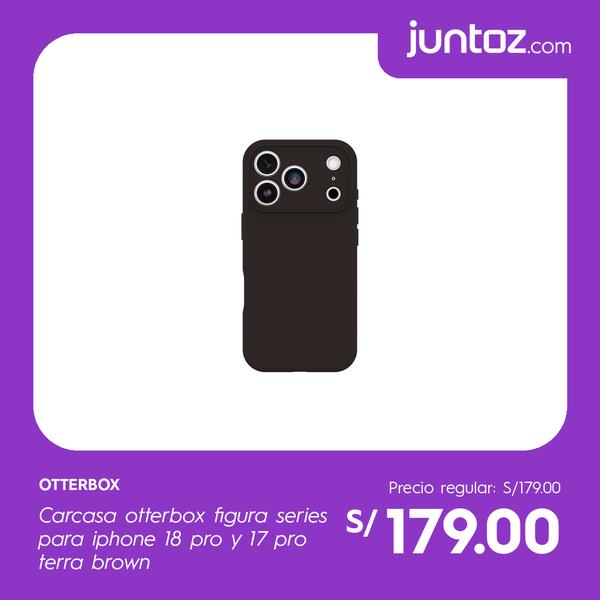 juntoz.com
OTTERBOX
Carcasa otterbox figura series
para iphone 18 pro y 17 pro
terra brown
Precio regular: S/179.00
S/179.00